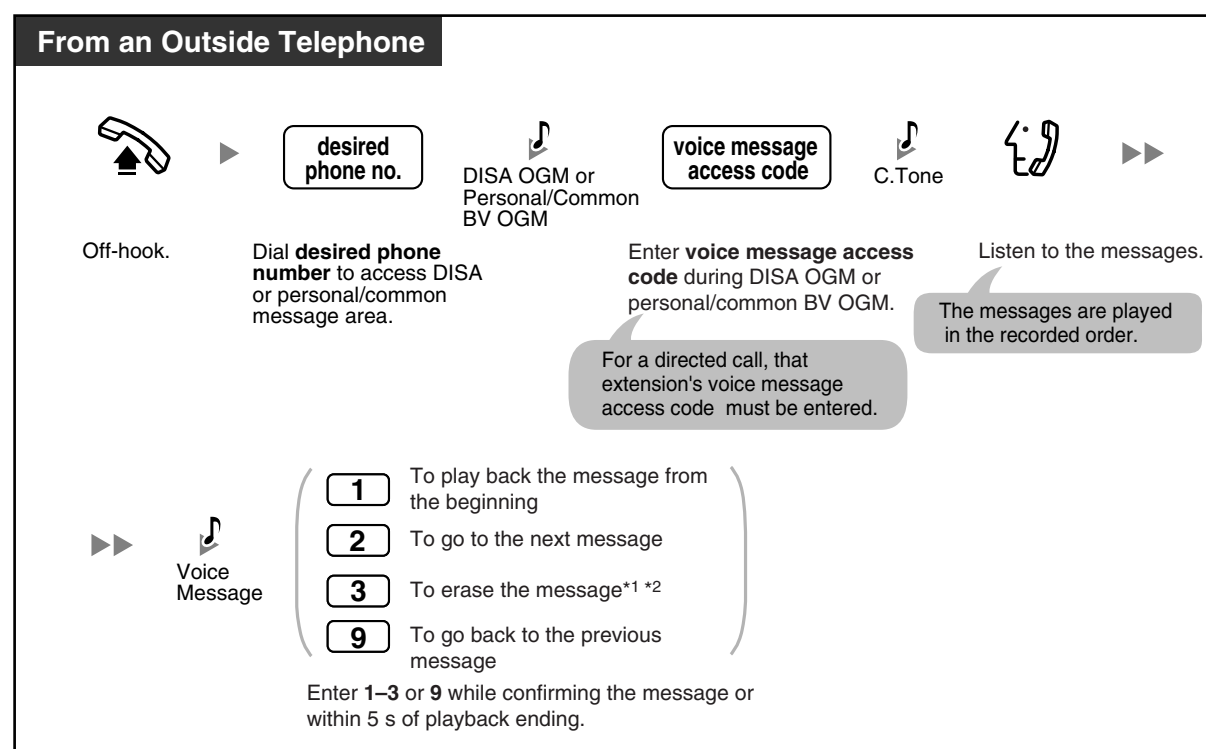 From an Outside Telephone
desired
phone no.
DISA OGM or
Personal/Common
BV OGM
voice message
access code
C.Tone
Off-hook.
Dial desired phone
number to access DISA
or personal/common
message area.
Enter voice message access
code during DISA OGM or
personal/common BV OGM.
Listen to the messages.
For a directed call, that
extension's voice message
access code must be entered.
The messages are played
in the recorded order.
Voice
Message
1 To play back the message from
the beginning
2 To go to the next message
3 To erase the message*1 *2
9 To go back to the previous
message
Enter 1–3 or 9 while confirming the message or
within 5 s of playback ending.